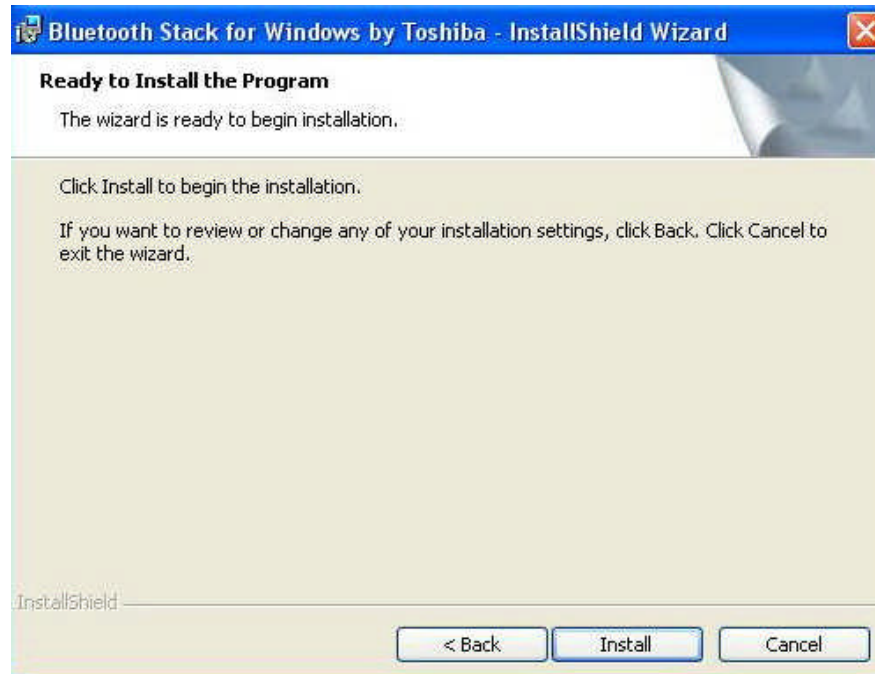 Bluetooth Stack for Windows by Toshiba - InstallShield Wizard
Ready to Install the Program
The wizard is ready to begin installation.
Click Install to begin the installation.
If you want to review or change any of your installation settings, click Back. Click Cancel to
exit the wizard.
InstallShield
< Back Install Cancel